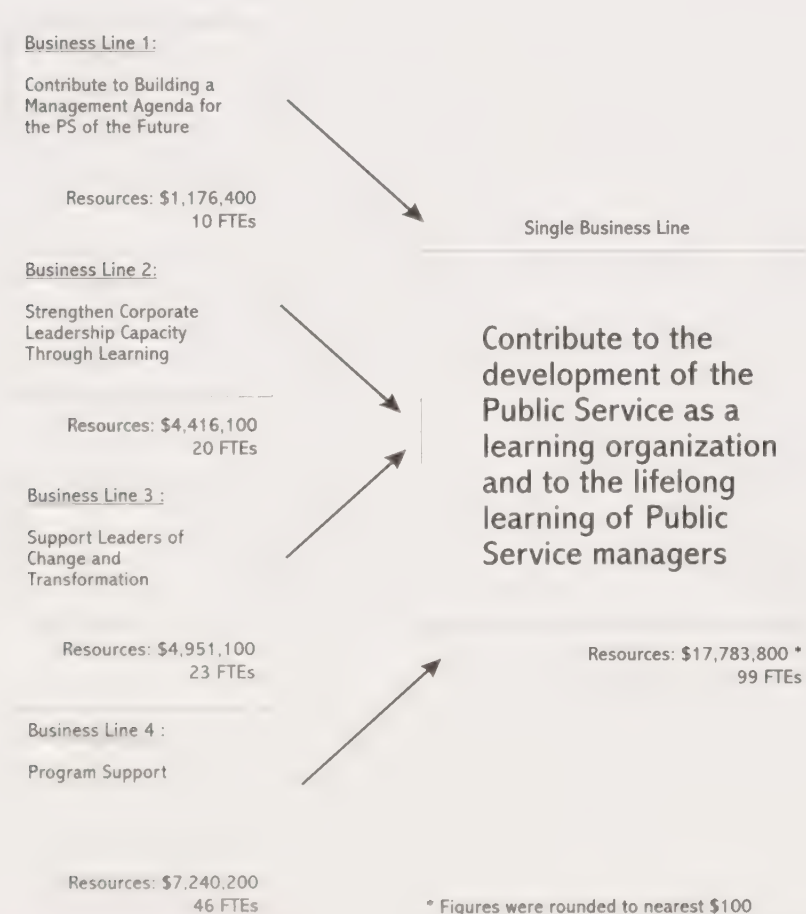 Business Line 1:
Contribute to Building a
Management Agenda for
the PS of the Future
Resources: $1,176,400
10 FTEs
Business Line 2:
Strengthen Corporate
Leadership Capacity
Through Learning
Resources: $4,416,100
20 FTEs
Business Line 3 :
Support Leaders of
Change and
Transformation
Resources: $4,951,100
23 FTEs
Business Line 4 :
Program Support
Resources: $7,240,200
46 FTEs
Single Business Line
Contribute to the
development of the
Public Service as a
learning organization
and to the lifelong
learning of Public
Service managers
Resources: $17,783,800 *
99 FTEs
* Figures were rounded to nearest $100